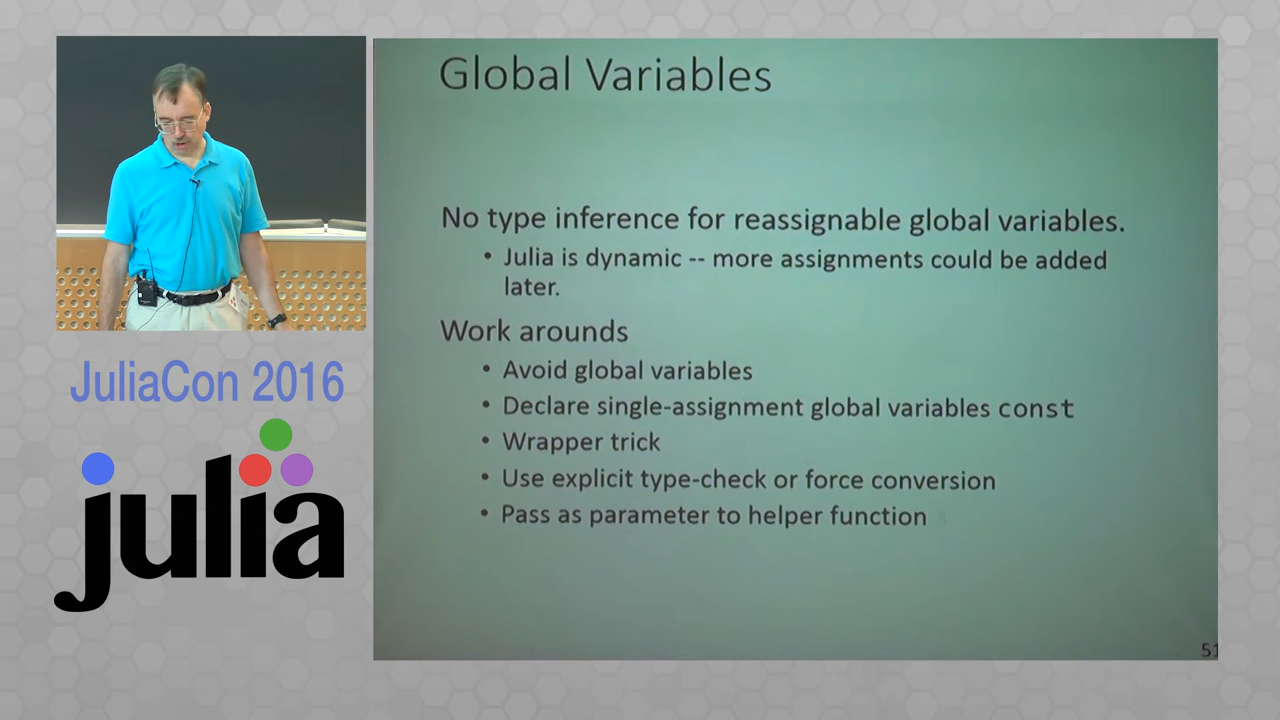 Global Variables
No type inference for reassignable global variables.
• Julia is dynamic -- more assignments could be added
later.
Work arounds
• Avoid global variables
• Declare single-assignment global variables const
• Wrapper trick
• Use explicit type-check or force conversion
• Pass as parameter to helper function
51
JuliaCon 2016
julia